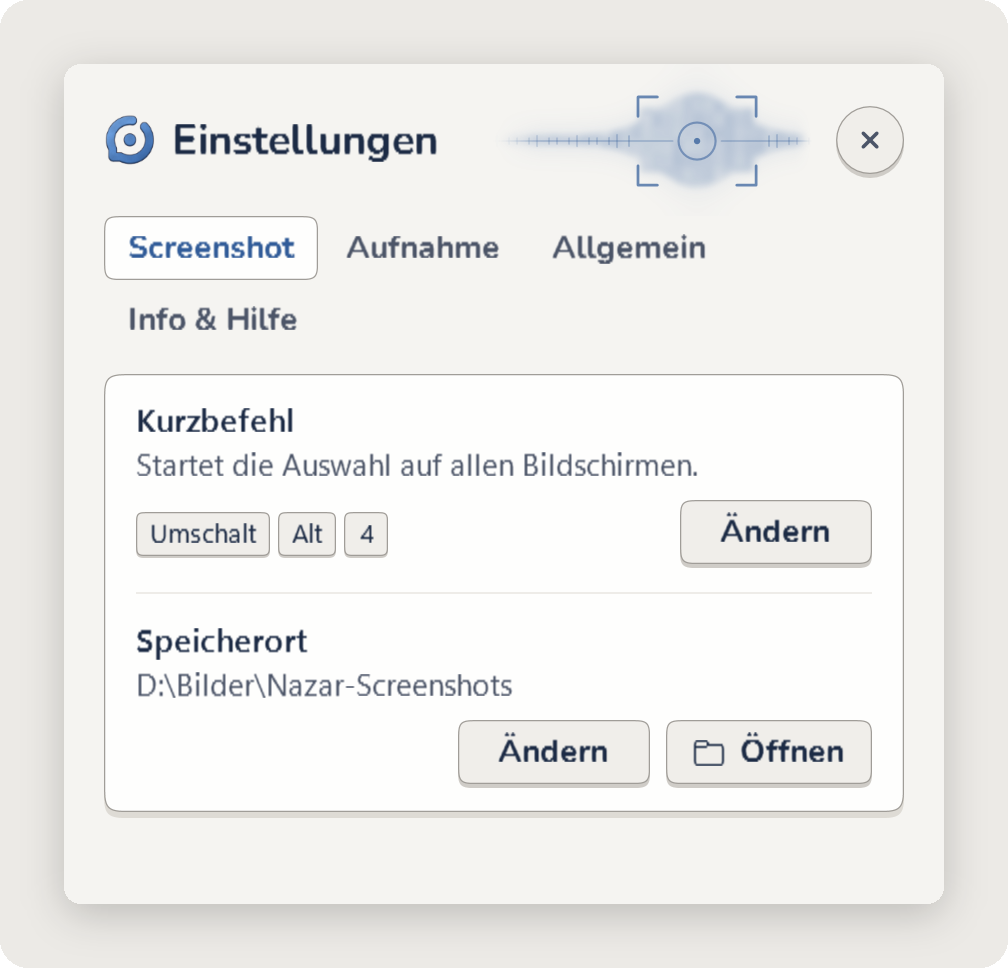 Einstellungen
Screenshot Aufnahme Allgemein
Info & Hilfe
Kurzbefehl
Startet die Auswahl auf allen Bildschirmen.
Umschalt Alt 4 Ändern
Speicherort
D:\Bilder\Nazar-Screenshots
Ändern Öffnen